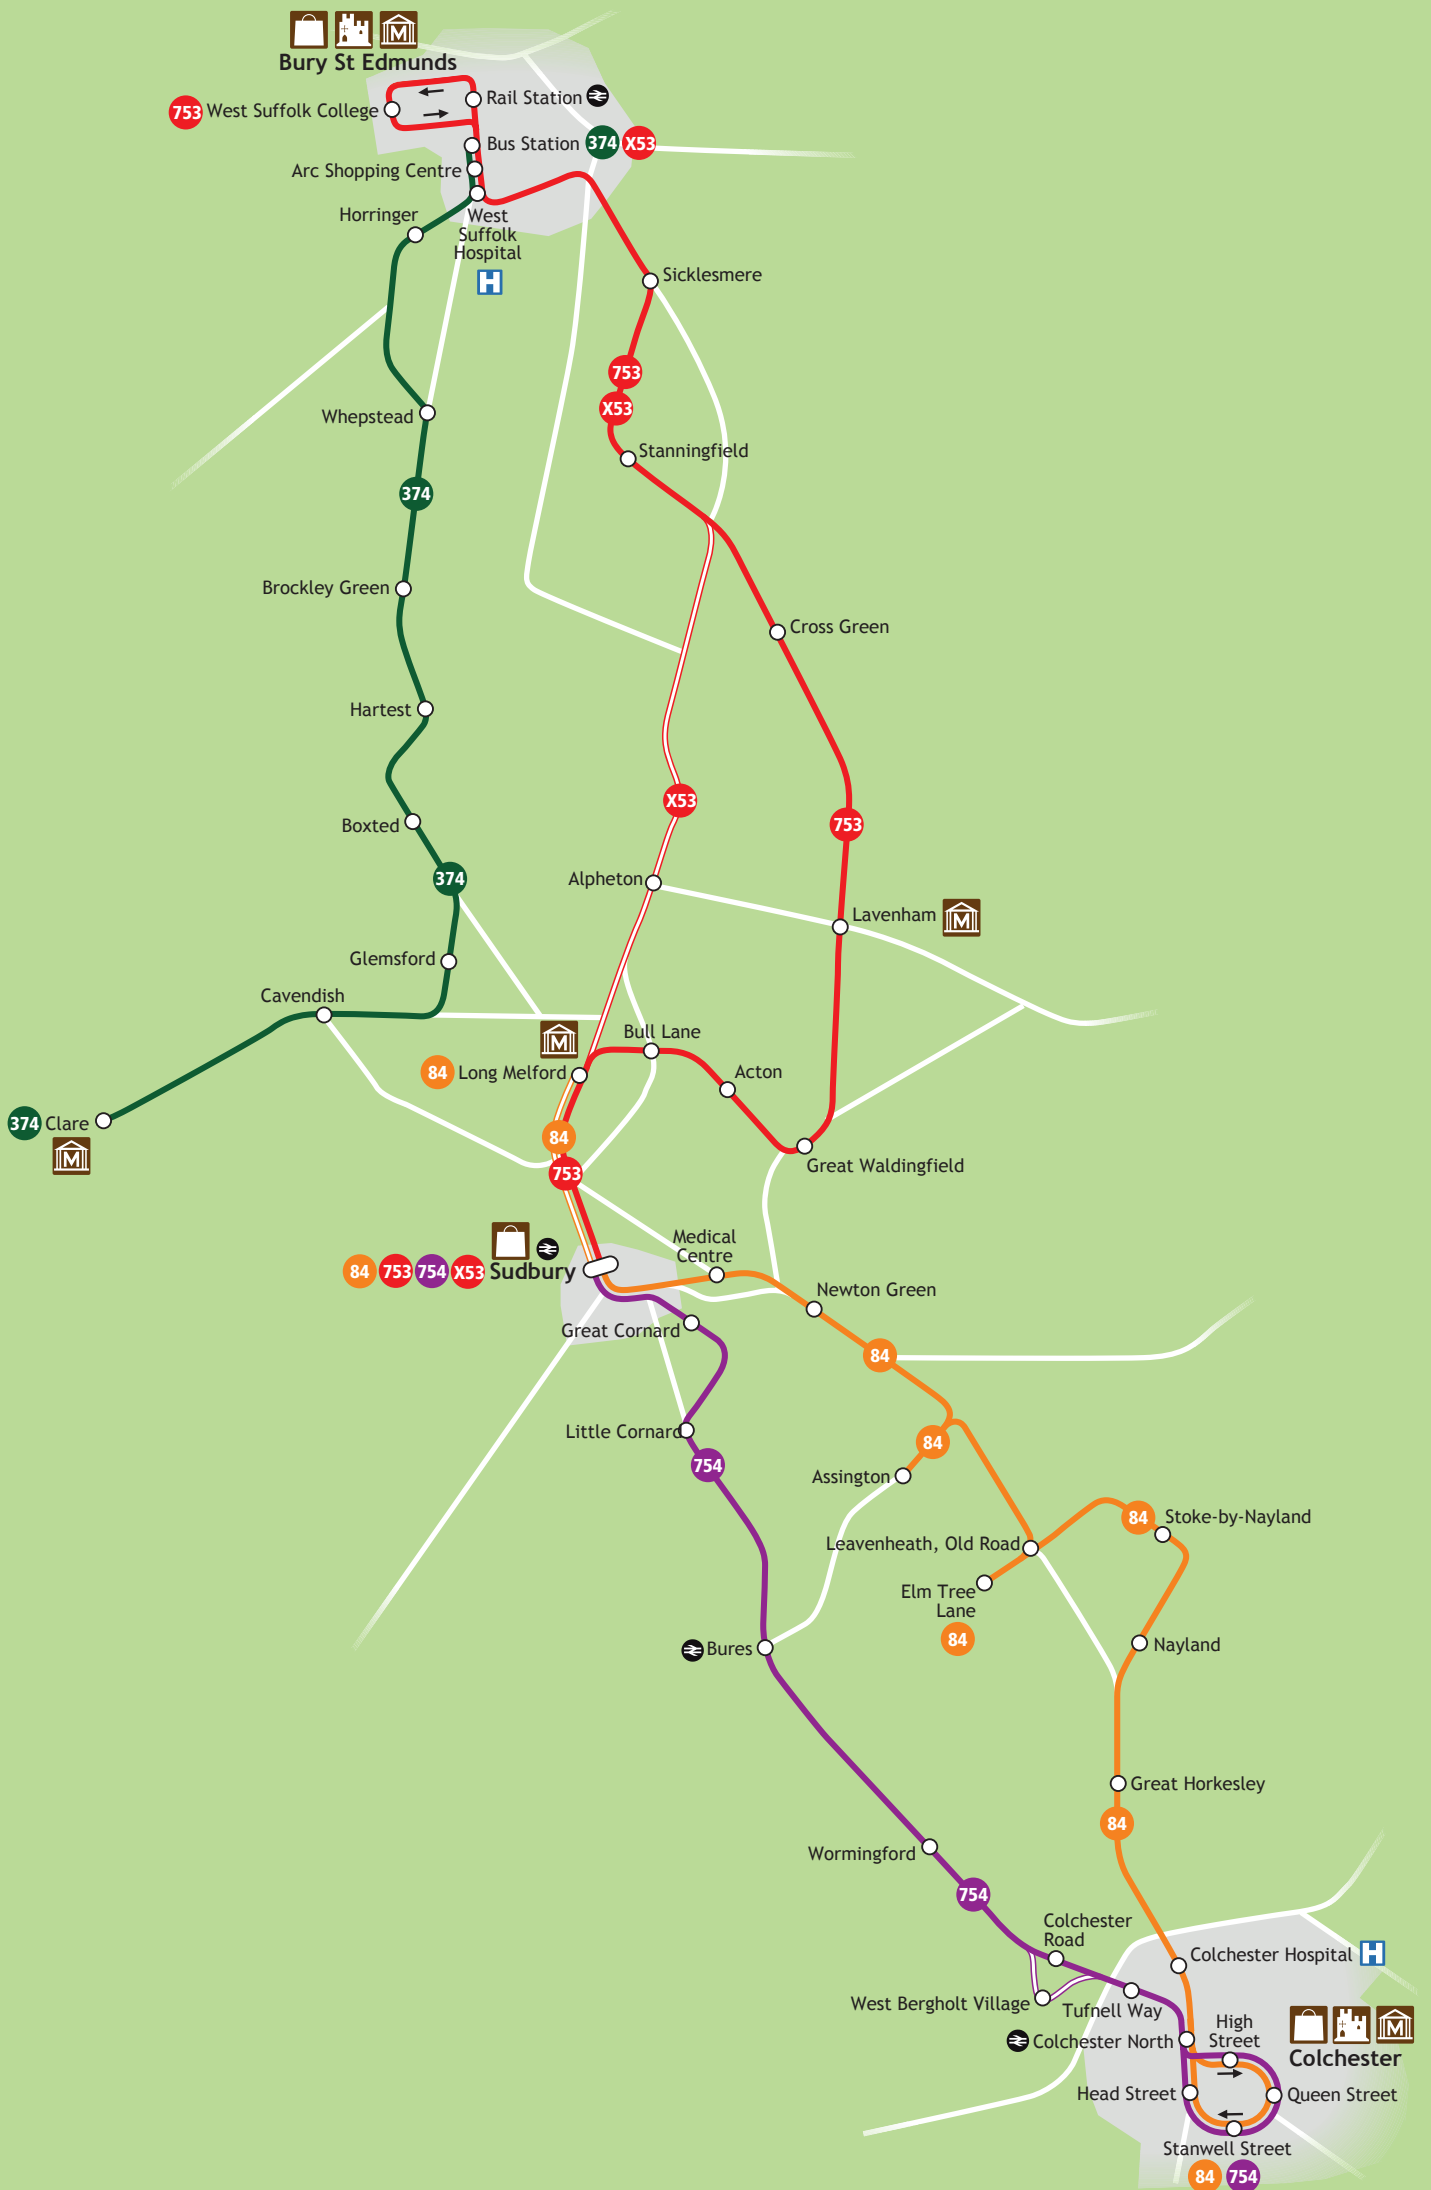 M
Bury St Edmunds
Rail Station
753 West Suffolk College
Bus Station 374 X53
Arc Shopping Centre
Horringer
West
Suffolk
Hospital
H
Sicklesmere
753
X53
Whepstead
Stanningfield
374
Brockley Green
Cross Green
Hartest
X53
753
Boxted
374
Alpheton
Lavenham M
Glemsford
Cavendish
M
Bull Lane
84 Long Melford
Acton
374 Clare
M
84
Great Waldingfield
753
Medical
Centre
84 753 754 X53 Sudbury
Newton Green
Great Cornard
84
Little Cornard
84
754
Assington
84
Stoke-by-Nayland
Leavenheath, Old Road
Elm Tree
Lane
84
Bures
Nayland
Great Horkesley
84
Wormingford
754
Colchester
Road
Colchester Hospital H
West Bergholt Village
Tufnell Way
High
Street
M
Colchester North
Colchester
Head Street
Queen Street
Stanwell Street
84 754